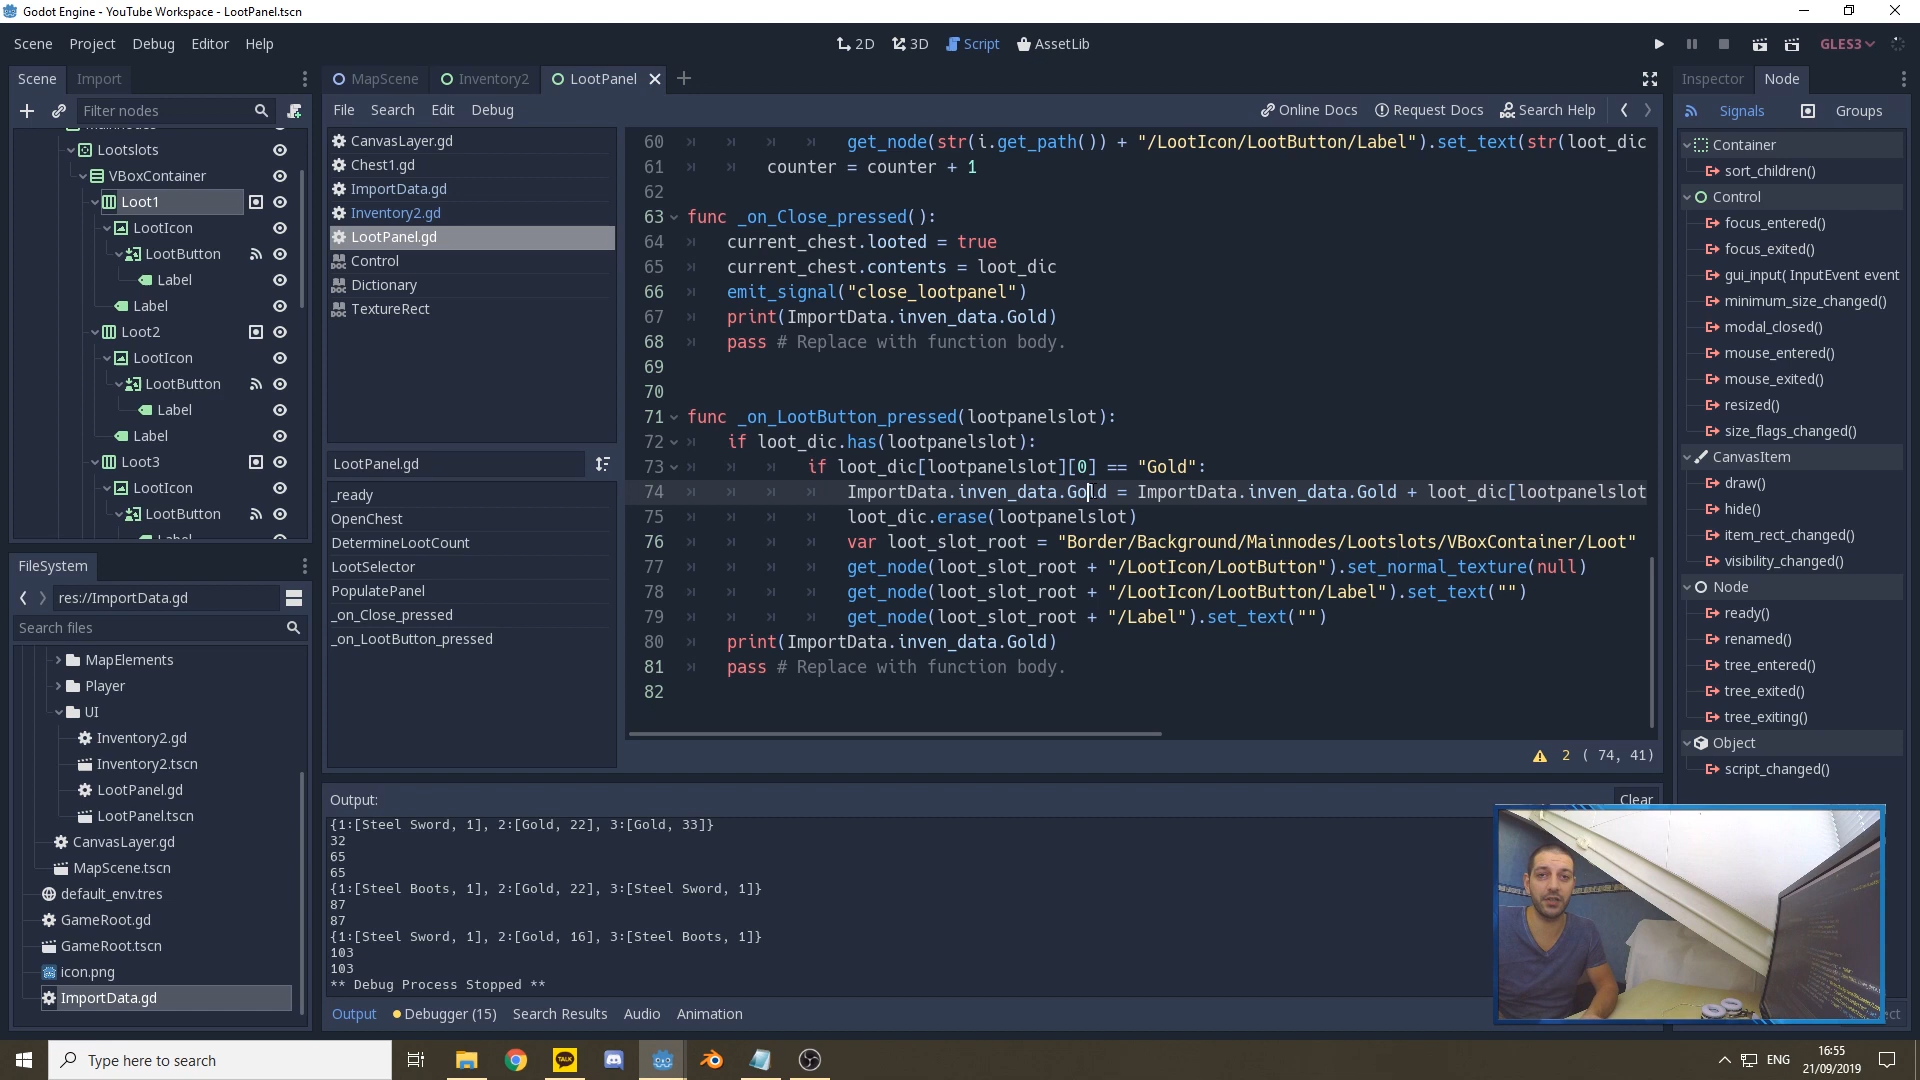 Godot Engine - YouTube Workspace - LootPanel.tscn
Scene Project Debug Editor Help
2D 3D Script AssetLib
GLES3
Scene Import
Filter nodes
Lootslots
VBoxContainer
Loot1
LootIcon
LootButton
Label
Label
Loot2
LootIcon
LootButton
Label
Label
Loot3
LootIcon
LootButton
Label
FileSystem
res://ImportData.gd
Search files
MapElements
Player
UI
Inventory2.gd
Inventory2.tscn
LootPanel.gd
LootPanel.tscn
CanvasLayer.gd
MapScene.tscn
default_env.tres
GameRoot.gd
GameRoot.tscn
icon.png
ImportData.gd
MapScene Inventory2 LootPanel
File Search Edit Debug
Online Docs Request Docs Search Help
CanvasLayer.gd
Chest1.gd
ImportData.gd
Inventory2.gd
LootPanel.gd
Control
Dictionary
TextureRect
LootPanel.gd
_ready
OpenChest
DetermineLootCount
LootSelector
PopulatePanel
_on_Close_pressed
_on_LootButton_pressed
60 get_node(str(i.get_path()) + "/LootIcon/LootButton/Label").set_text(str(loot_dic
61 counter = counter + 1
62
63 func _on_Close_pressed():
64 current_chest.looted = true
65 current_chest.contents = loot_dic
66 emit_signal("close_lootpanel")
67 print(ImportData.inven_data.Gold)
68 pass # Replace with function body.
69
70
71 func _on_LootButton_pressed(lootpanelslot):
72 if loot_dic.has(lootpanelslot):
73 if loot_dic[lootpanelslot][0] == "Gold":
74 ImportData.inven_data.Gold = ImportData.inven_data.Gold + loot_dic[lootpanelslot
75 loot_dic.erase(lootpanelslot)
76 var loot_slot_root = "Border/Background/Mainnodes/Lootslots/VBoxContainer/Loot"
77 get_node(loot_slot_root + "/LootIcon/LootButton").set_normal_texture(null)
78 get_node(loot_slot_root + "/LootIcon/LootButton/Label").set_text("")
79 get_node(loot_slot_root + "/Label").set_text("")
80 print(ImportData.inven_data.Gold)
81 pass # Replace with function body.
82
2 ( 74, 41)
Output:
Clear
{1:[Steel Sword, 1], 2:[Gold, 22], 3:[Gold, 33]}
32
65
65
{1:[Steel Boots, 1], 2:[Gold, 22], 3:[Steel Sword, 1]}
87
87
{1:[Steel Sword, 1], 2:[Gold, 16], 3:[Steel Boots, 1]}
103
103
** Debug Process Stopped **
Output Debugger (15) Search Results Audio Animation
Inspector Node
Signals Groups
Container
sort_children()
Control
focus_entered()
focus_exited()
gui_input( InputEvent event
minimum_size_changed()
modal_closed()
mouse_entered()
mouse_exited()
resized()
size_flags_changed()
CanvasItem
draw()
hide()
item_rect_changed()
visibility_changed()
Node
ready()
renamed()
tree_entered()
tree_exited()
tree_exiting()
Object
script_changed()
Type here to search
TALK
ENG
16:55
21/09/2019